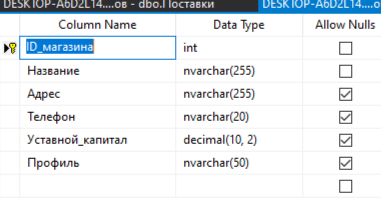 DESKTOP-A6D2L14....ов - dbo.Поставки DESKTOP-A6D2L14....ов
Column Name Data Type Allow Nulls
ID_магазина int
Название nvarchar(255)
Адрес nvarchar(255)
Телефон nvarchar(20)
Уставной_капитал decimal(10, 2)
Профиль nvarchar(50)